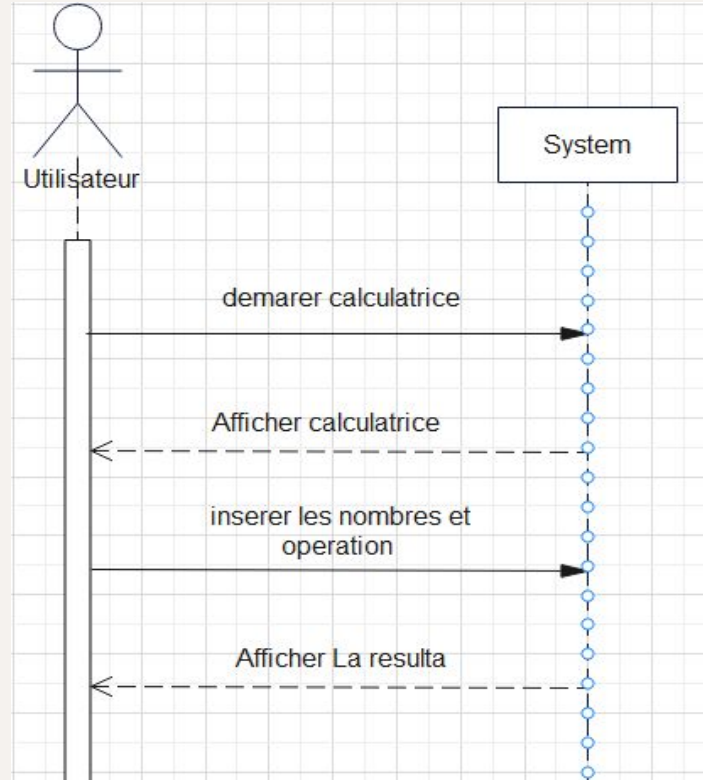 Utilisateur
System
demarer calculatrice
Afficher calculatrice
inserer les nombres et
operation
Afficher La resulta